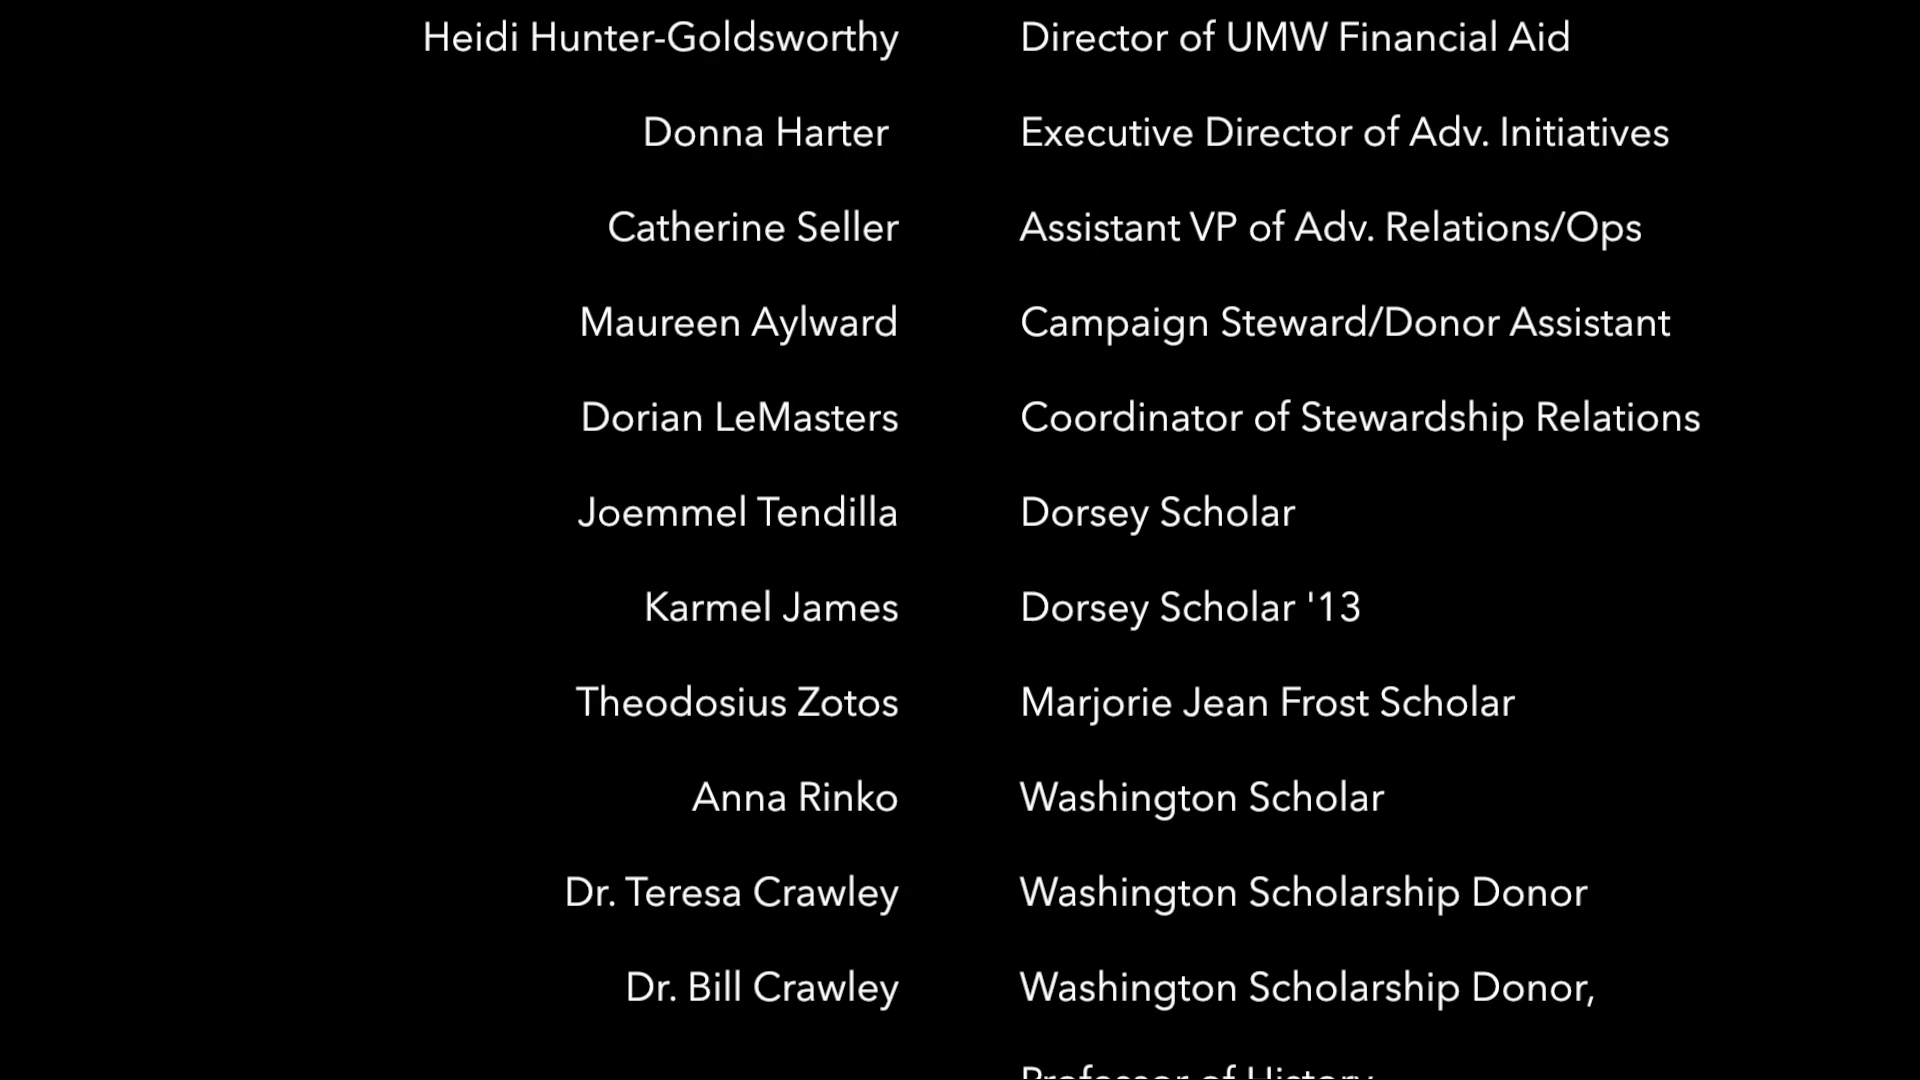 Heidi Hunter-Goldsworthy Director of UMW Financial Aid
Donna Harter Executive Director of Adv. Initiatives
Catherine Seller Assistant VP of Adv. Relations/Ops
Maureen Aylward Campaign Steward/Donor Assistant
Dorian LeMasters Coordinator of Stewardship Relations
Joemmel Tendilla Dorsey Scholar
Karmel James Dorsey Scholar '13
Theodosius Zotos Marjorie Jean Frost Scholar
Anna Rinko Washington Scholar
Dr. Teresa Crawley Washington Scholarship Donor
Dr. Bill Crawley Washington Scholarship Donor,
Professor of History